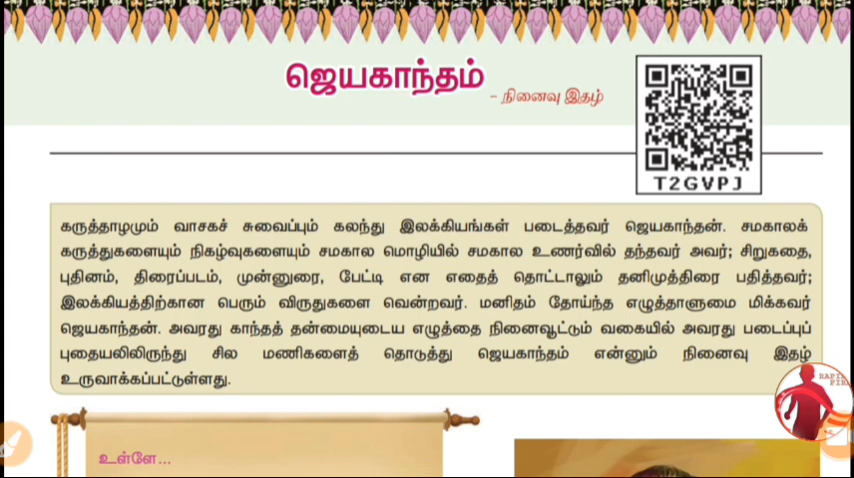 ஜெயகாந்தம்
– நினைவு இதழ்
T2GVPJ
கருத்தாழமும் வாசகச் சுவைப்பும் கலந்து இலக்கியங்கள் படைத்தவர் ஜெயகாந்தன். சமகாலக்
கருத்துகளையும் நிகழ்வுகளையும் சமகால மொழியில் சமகால உணர்வில் தந்தவர் அவர்; சிறுகதை,
புதினம், திரைப்படம், முன்னுரை, பேட்டி என எதைத் தொட்டாலும் தனிமுத்திரை பதித்தவர்;
இலக்கியத்திற்கான பெரும் விருதுகளை வென்றவர். மனிதம் தோய்ந்த எழுத்தாளுமை மிக்கவர்
ஜெயகாந்தன். அவரது காந்தத் தன்மையுடைய எழுத்தை நினைவூட்டும் வகையில் அவரது படைப்புப்
புதையலிலிருந்து சில மணிகளைத் தொடுத்து ஜெயகாந்தம் என்னும் நினைவு இதழ்
உருவாக்கப்பட்டுள்ளது.
உள்ளே...